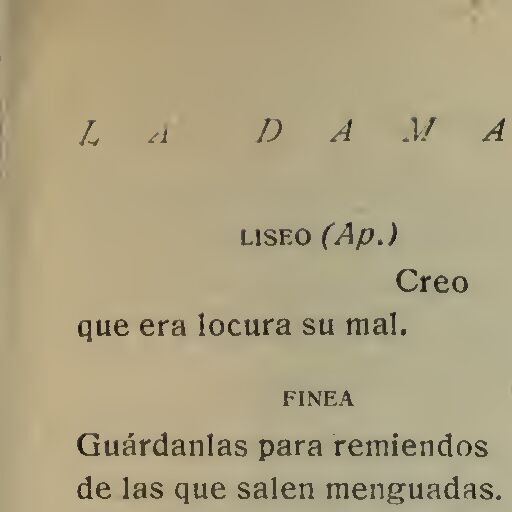 LA DAMA
LISEO (Ap.)
Creo
que era locura su mal.
FINEA
Guárdanlas para remiendos
de las que salen menguadas.